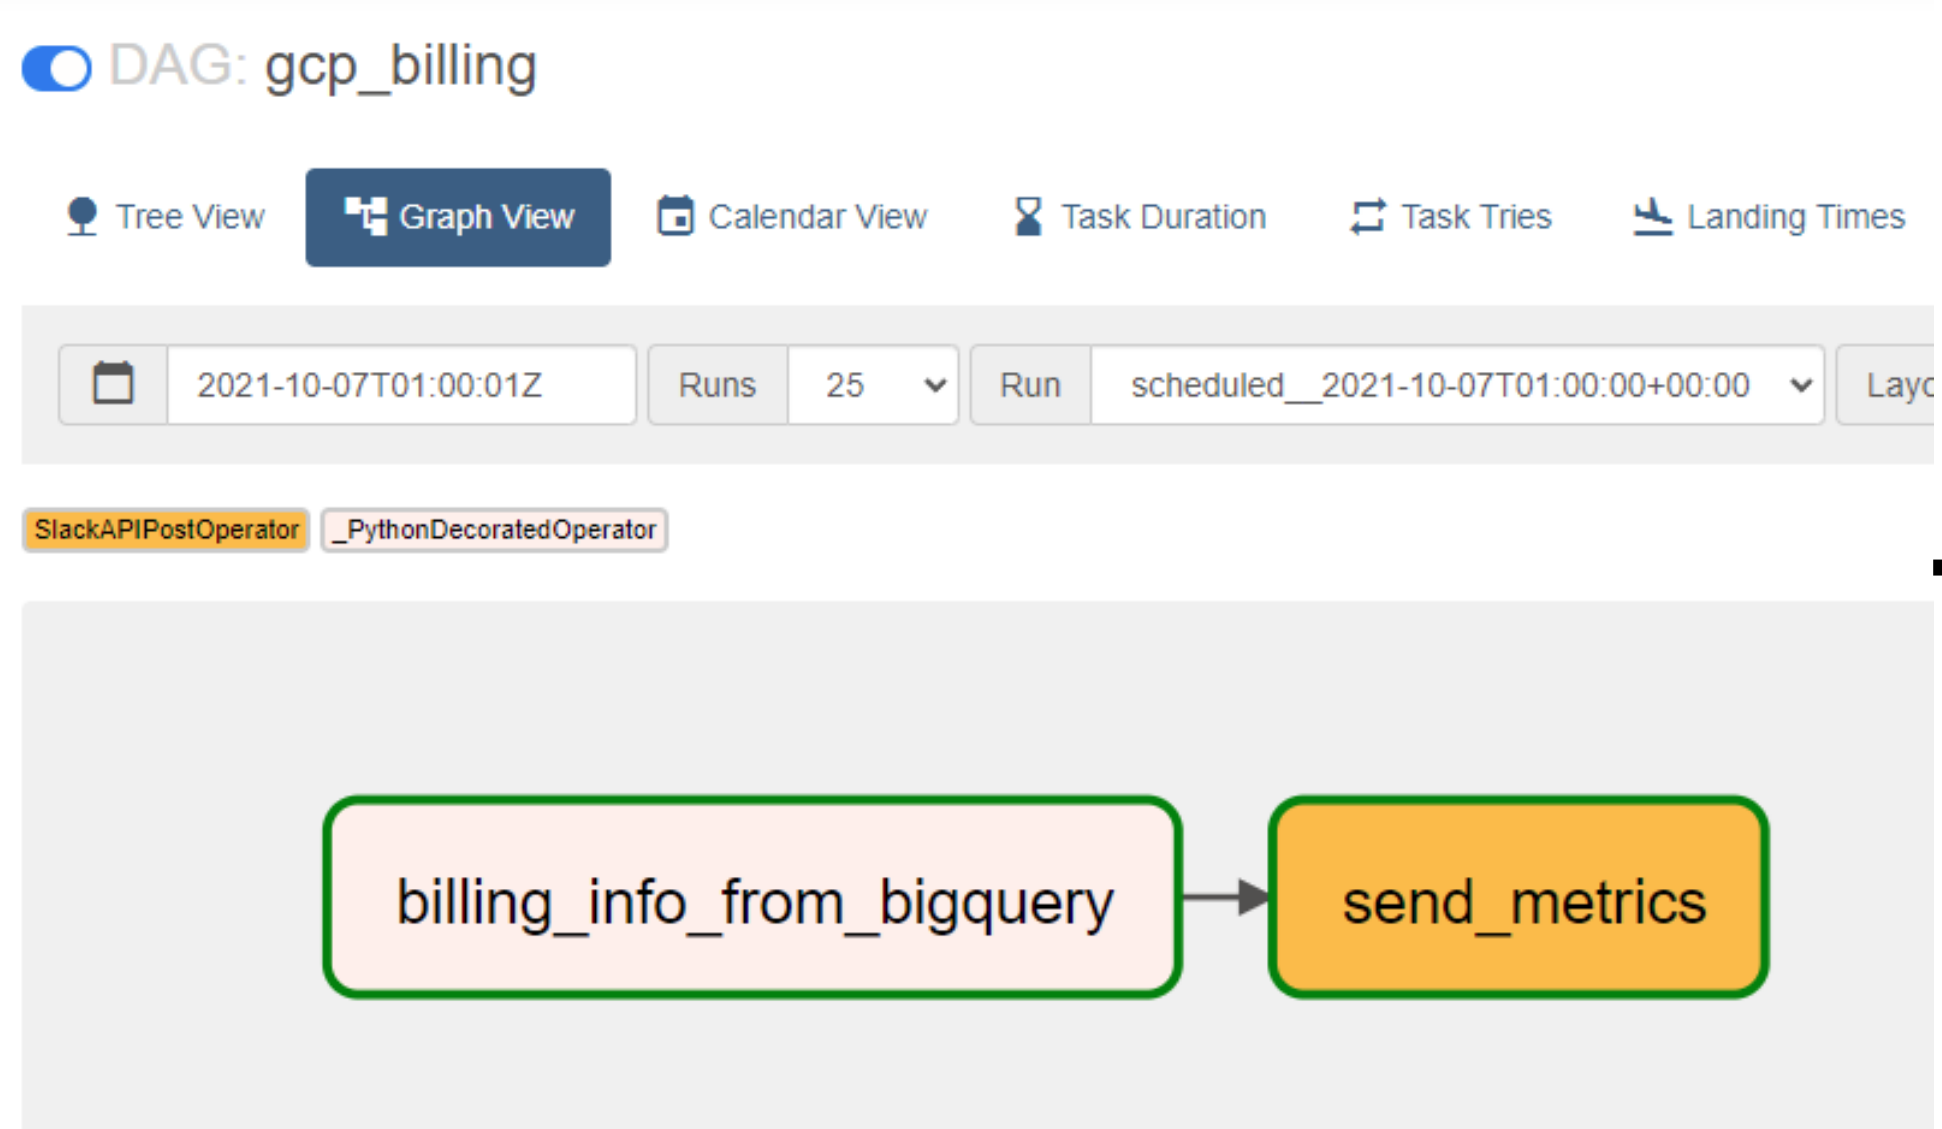 DAG: gcp_billing
Tree View Graph View Calendar View Task Duration Task Tries Landing Times
2021-10-07T01:00:01Z Runs 25 Run scheduled__2021-10-07T01:00:00+00:00
SlackAPIPostOperator _PythonDecoratedOperator
billing_info_from_bigquery send_metrics